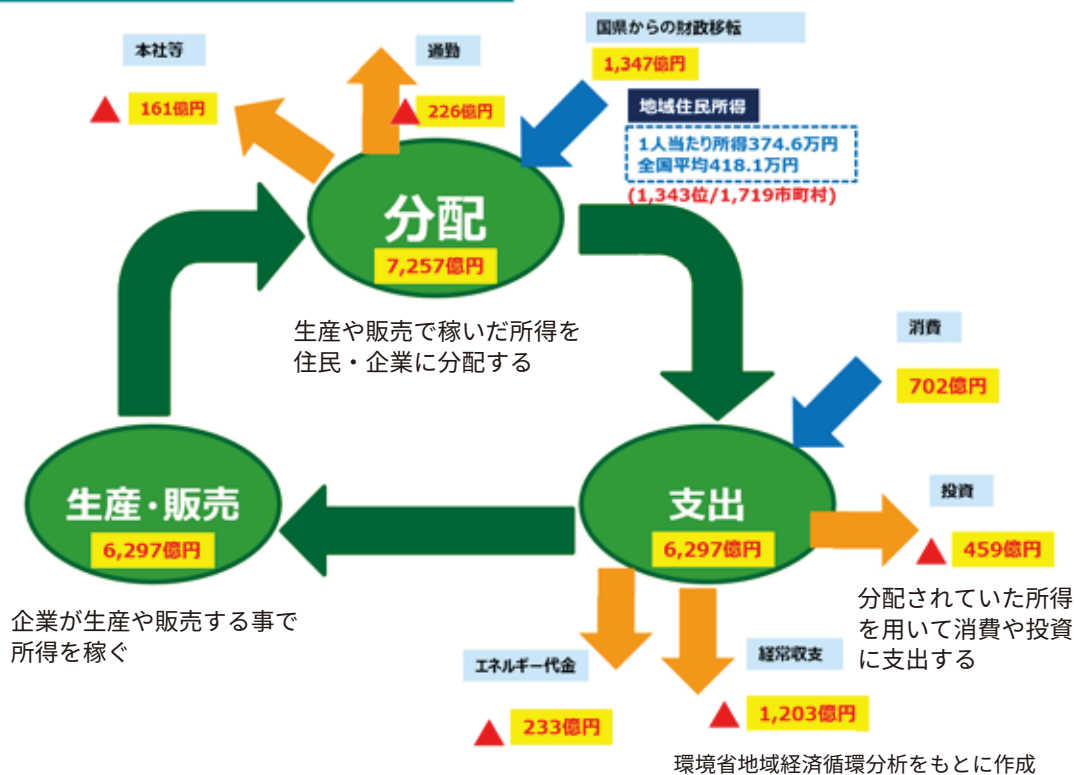 本社等
▲ 161億円
通勤
▲ 226億円
国県からの財政移転
1,347億円
地域住民所得
1人当たり所得374.6万円
全国平均418.1万円
(1,343位/1,719市町村)
分配
7,257億円
生産や販売で稼いだ所得を
住民・企業に分配する
消費
702億円
生産・販売
6,297億円
企業が生産や販売する事で
所得を稼ぐ
支出
6,297億円
投資
▲ 459億円
分配されていた所得
を用いて消費や投資
に支出する
エネルギー代金
▲ 233億円
経常収支
▲ 1,203億円
環境省地域経済循環分析をもとに作成